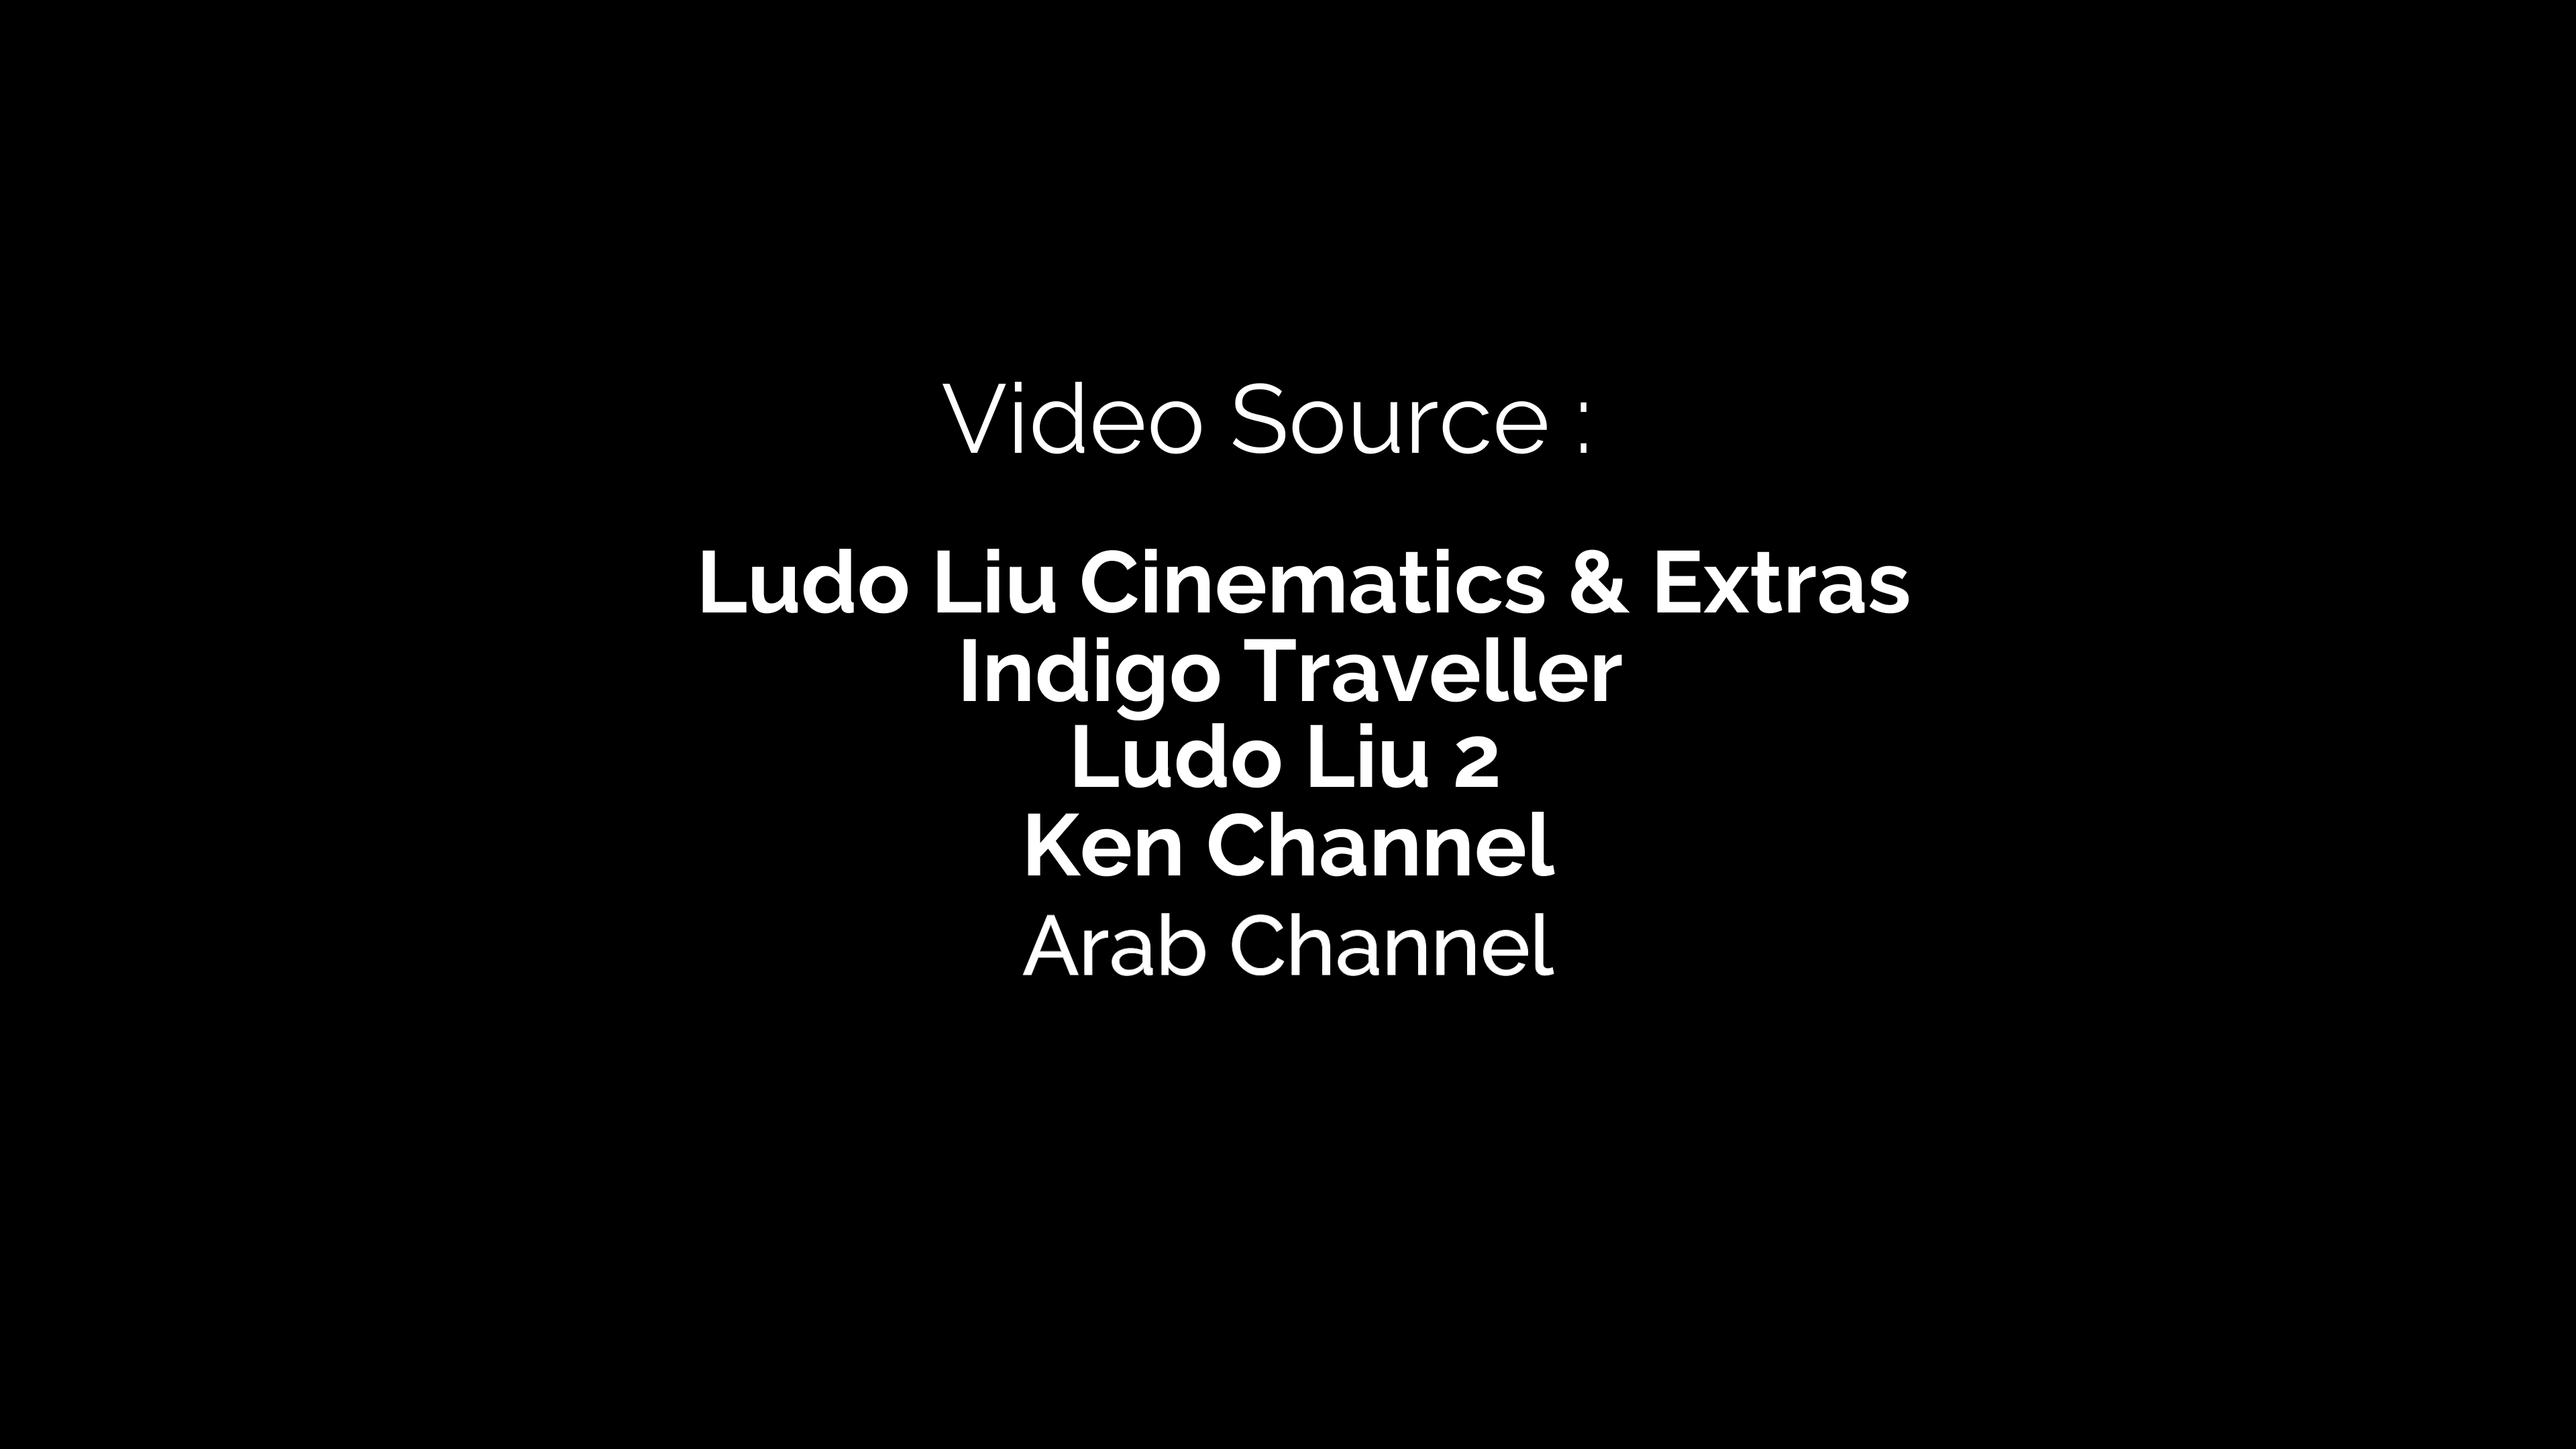 Video Source :
Ludo Liu Cinematics & Extras
Indigo Traveller
Ludo Liu 2
Ken Channel
Arab Channel